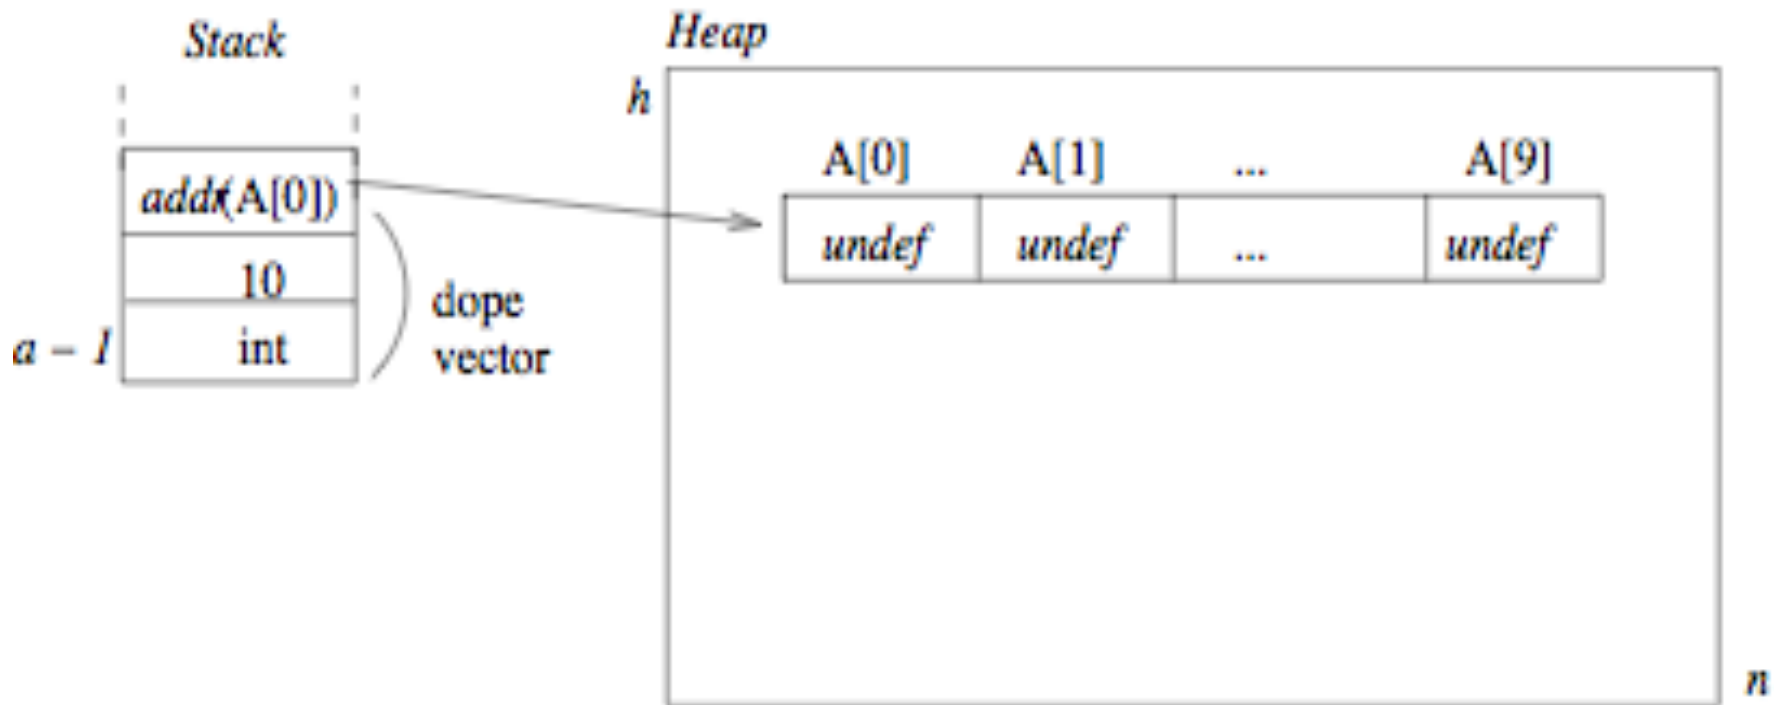 Stack
Heap
h
A[0] A[1] ... A[9]
addr(A[0])
undef undef ... undef
10
dope
vector
a – 1 int
n